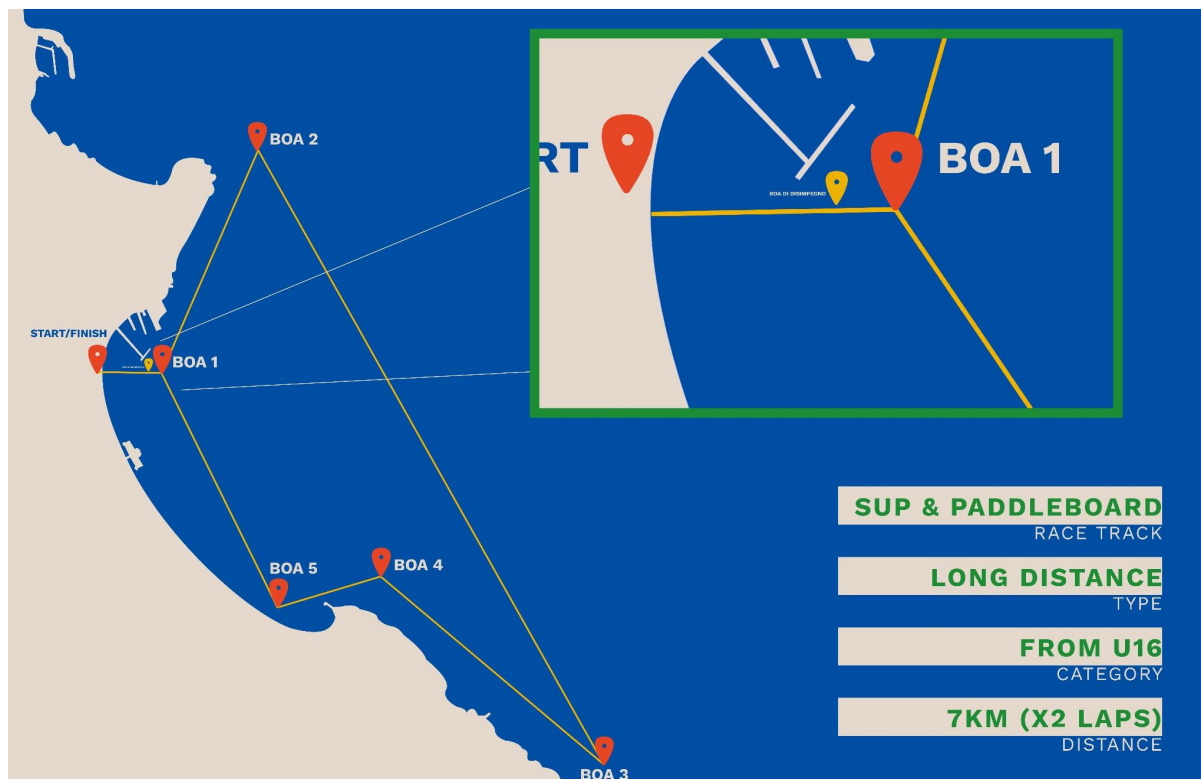 BOA 2
START/FINISH
BOA 1
BOA 5
BOA 4
BOA 3
RT
BOA 1
BOA DI DISIMPEGNO
SUP & PADDLEBOARD
RACE TRACK
LONG DISTANCE
TYPE
FROM U16
CATEGORY
7KM (X2 LAPS)
DISTANCE